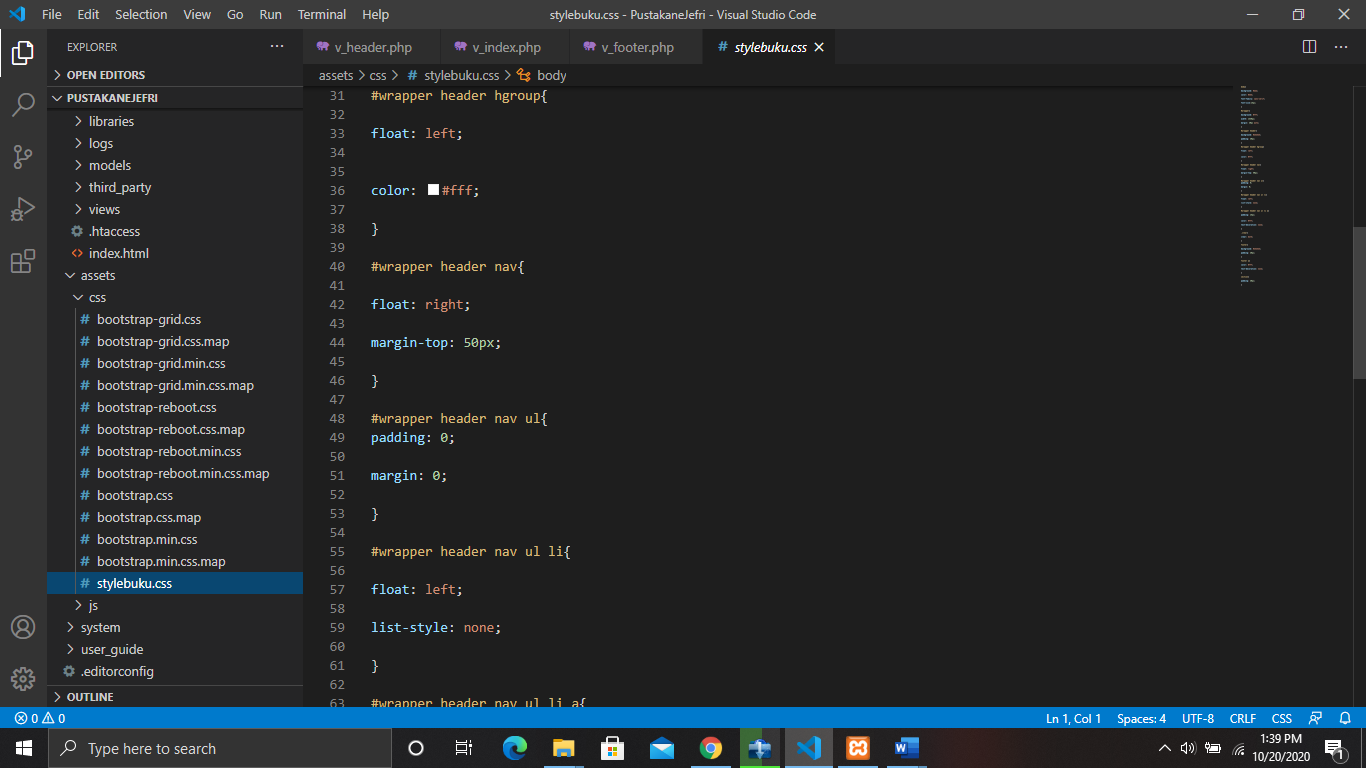 File Edit Selection View Go Run Terminal Help stylebuku.css - PustakaneJefri - Visual Studio Code
EXPLORER ··· v_header.php v_index.php v_footer.php # stylebuku.css ···
OPEN EDITORS
assets > css > # stylebuku.css > body
PUSTAKANEJEFRI
libraries
logs
models
third_party
views
.htaccess
<> index.html
assets
css
# bootstrap-grid.css
# bootstrap-grid.css.map
# bootstrap-grid.min.css
# bootstrap-grid.min.css.map
# bootstrap-reboot.css
# bootstrap-reboot.css.map
# bootstrap-reboot.min.css
# bootstrap-reboot.min.css.map
# bootstrap.css
# bootstrap.css.map
# bootstrap.min.css
# bootstrap.min.css.map
# stylebuku.css
js
system
user_guide
.editorconfig
OUTLINE
31 #wrapper header hgroup{
32
33 float: left;
34
35
36 color: #fff;
37
38 }
39
40 #wrapper header nav{
41
42 float: right;
43
44 margin-top: 50px;
45
46 }
47
48 #wrapper header nav ul{
49 padding: 0;
50
51 margin: 0;
52
53 }
54
55 #wrapper header nav ul li{
56
57 float: left;
58
59 list-style: none;
60
61 }
62
63 #wrapper header nav ul li a{
0 0 Ln 1, Col 1 Spaces: 4 UTF-8 CRLF CSS
Type here to search
1:39 PM
10/20/2020
1